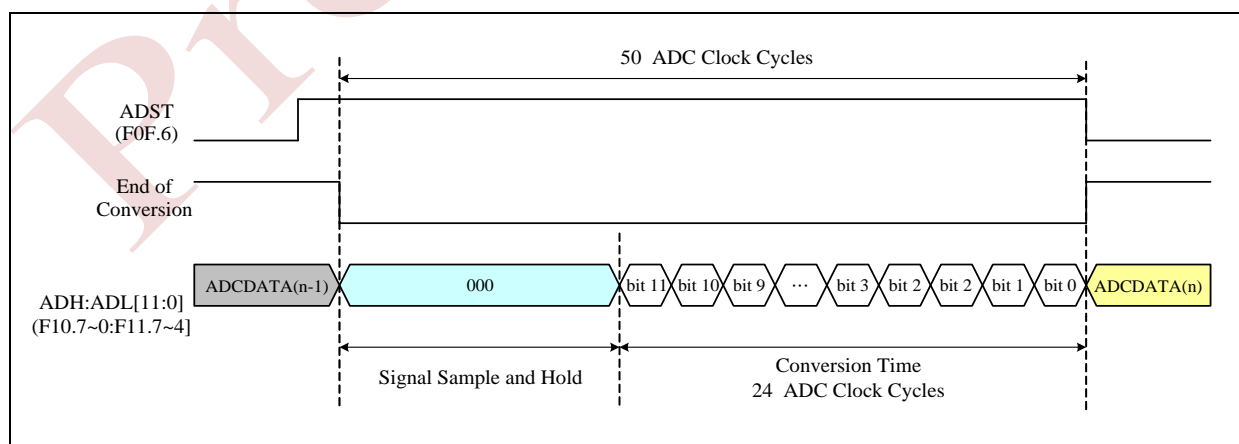 50 ADC Clock Cycles
ADST
(F0F.6)
End of
Conversion
ADCDATA(n-1)
000
bit 11
bit 10
bit 9
...
bit 3
bit 2
bit 2
bit 1
bit 0
ADCDATA(n)
ADH:ADL[11:0]
(F10.7~0:F11.7~4]
Signal Sample and Hold
Conversion Time
24 ADC Clock Cycles